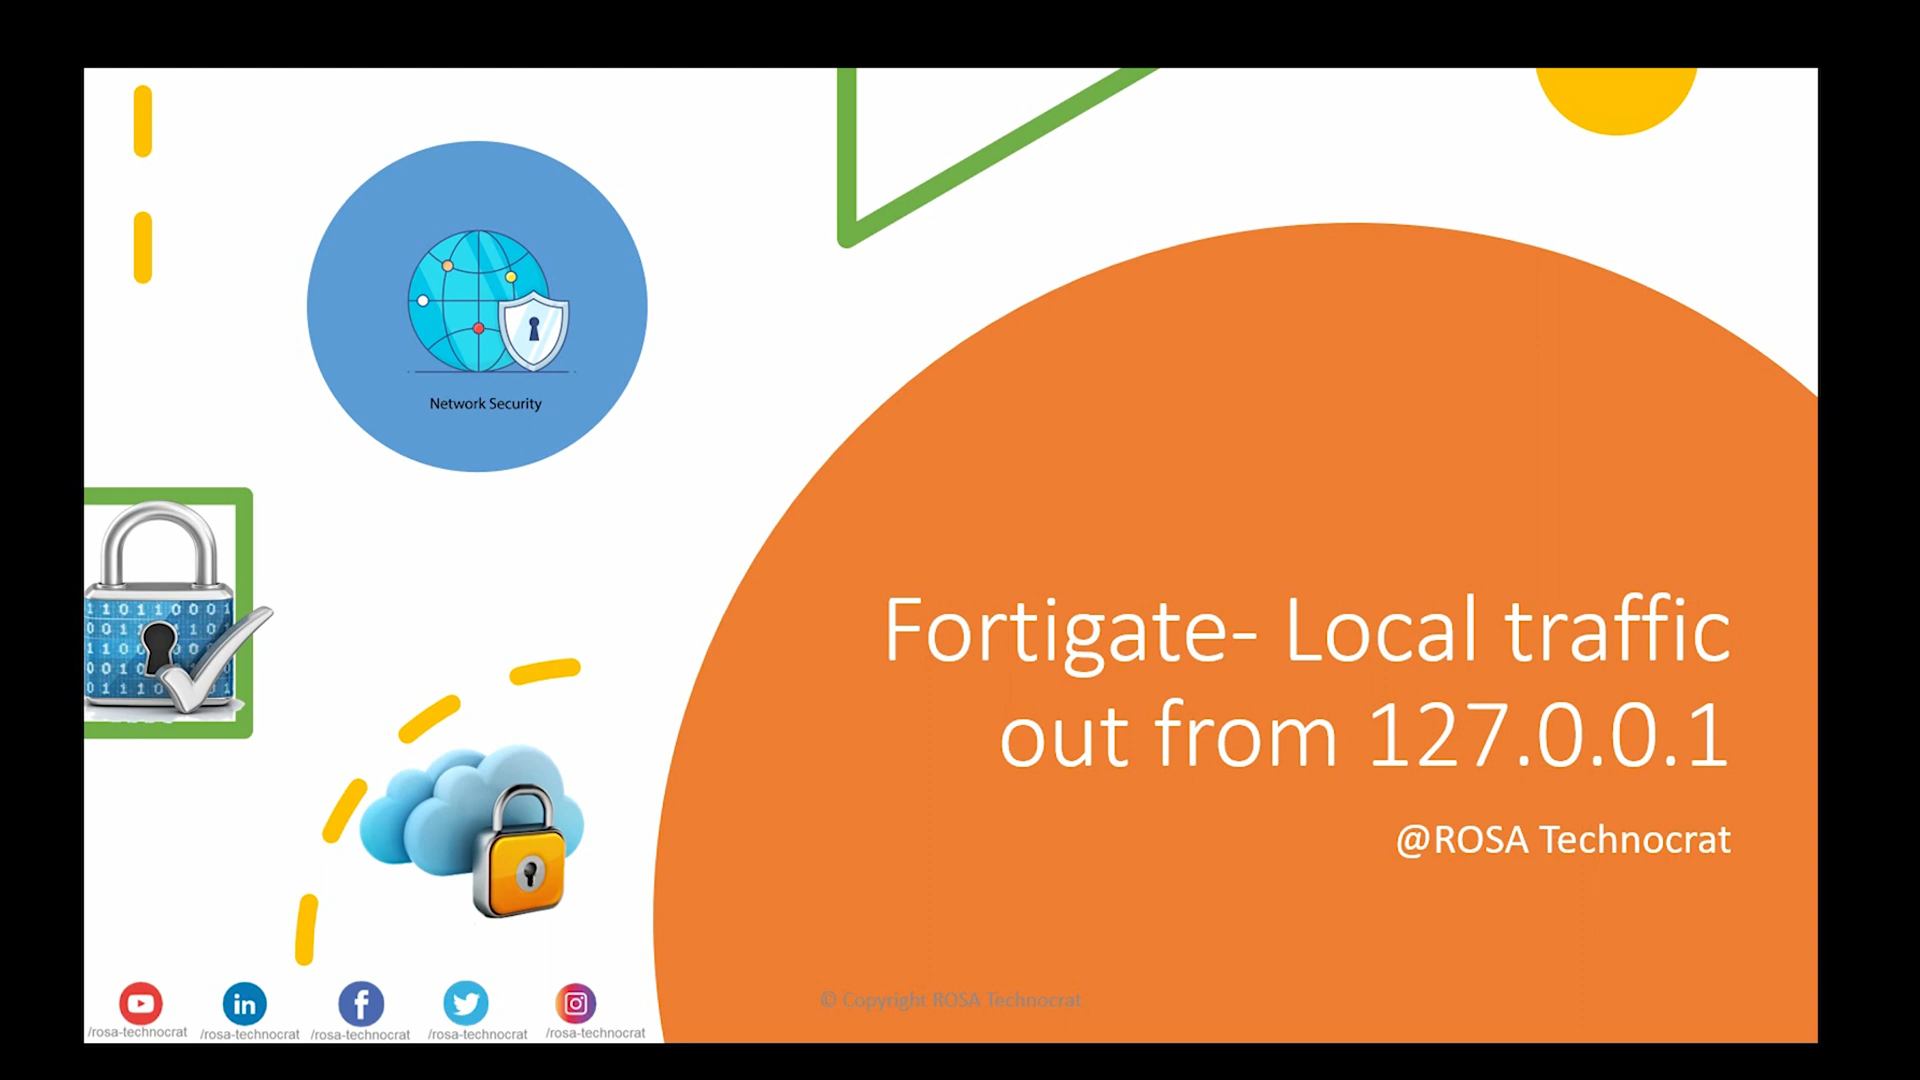 Network Security
Fortigate- Local traffic
out from 127.0.0.1
@ROSA Technocrat
© Copyright ROSA Technocrat
/rosa-technocrat
/rosa-technocrat
/rosa-technocrat
/rosa-technocrat
/rosa-technocrat